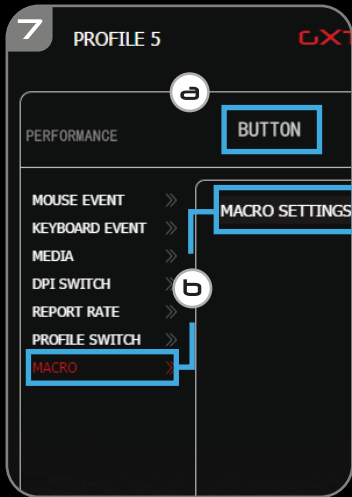 7
PROFILE 5
GXT
a
PERFORMANCE
BUTTON
MOUSE EVENT
KEYBOARD EVENT
MEDIA
DPI SWITCH
REPORT RATE
PROFILE SWITCH
MACRO
MACRO SETTINGS
b